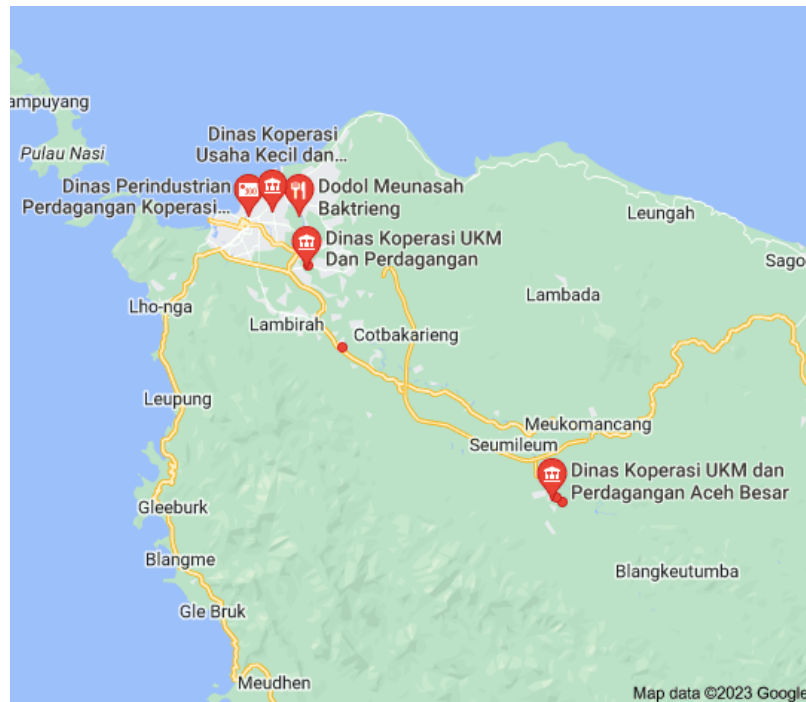 ampuyang
Pulau Nasi
Dinas Koperasi
Usaha Kecil dan...
Dinas Perindustrian
Perdagangan Koperasi...
Dodol Meunasah
Baktrieng
Leungah
Dinas Koperasi UKM
Dan Perdagangan
Sago
Lambada
Lho-nga
Lambirah
Cotbakarieng
Leupung
Meukomancang
Seumileum
Dinas Koperasi UKM dan
Perdagangan Aceh Besar
Gleeburk
Blangme
Blangkeutumba
Gle Bruk
Meudhen
Map data ©2023 Google